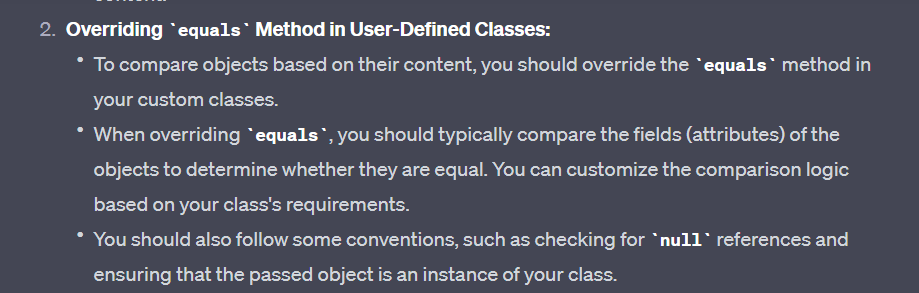 2. Overriding `equals` Method in User-Defined Classes:
• To compare objects based on their content, you should override the `equals` method in
your custom classes.
• When overriding `equals`, you should typically compare the fields (attributes) of the
objects to determine whether they are equal. You can customize the comparison logic
based on your class's requirements.
• You should also follow some conventions, such as checking for `null` references and
ensuring that the passed object is an instance of your class.